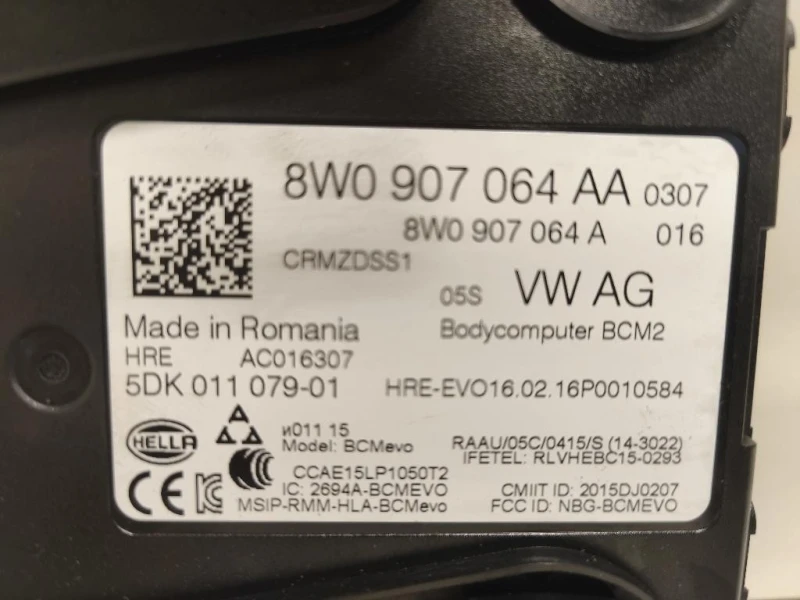 8W0 907 064 AA 0307
8W0 907 064 A 016
CRMZDSS1
05S VW AG
Made in Romania Bodycomputer BCM2
HRE AC016307
5DK 011 079-01 HRE-EVO16.02.16P0010584
HELLA
и011 15
Model: BCMevo
RAAU/05C/0415/S (14-3022)
IFETEL: RLVHEBC15-0293
CE
CCAE15LP1050T2
IC: 2694A-BCMEVO
MSIP-RMM-HLA-BCMevo
CMIIT ID: 2015DJ0207
FCC ID: NBG-BCMEVO